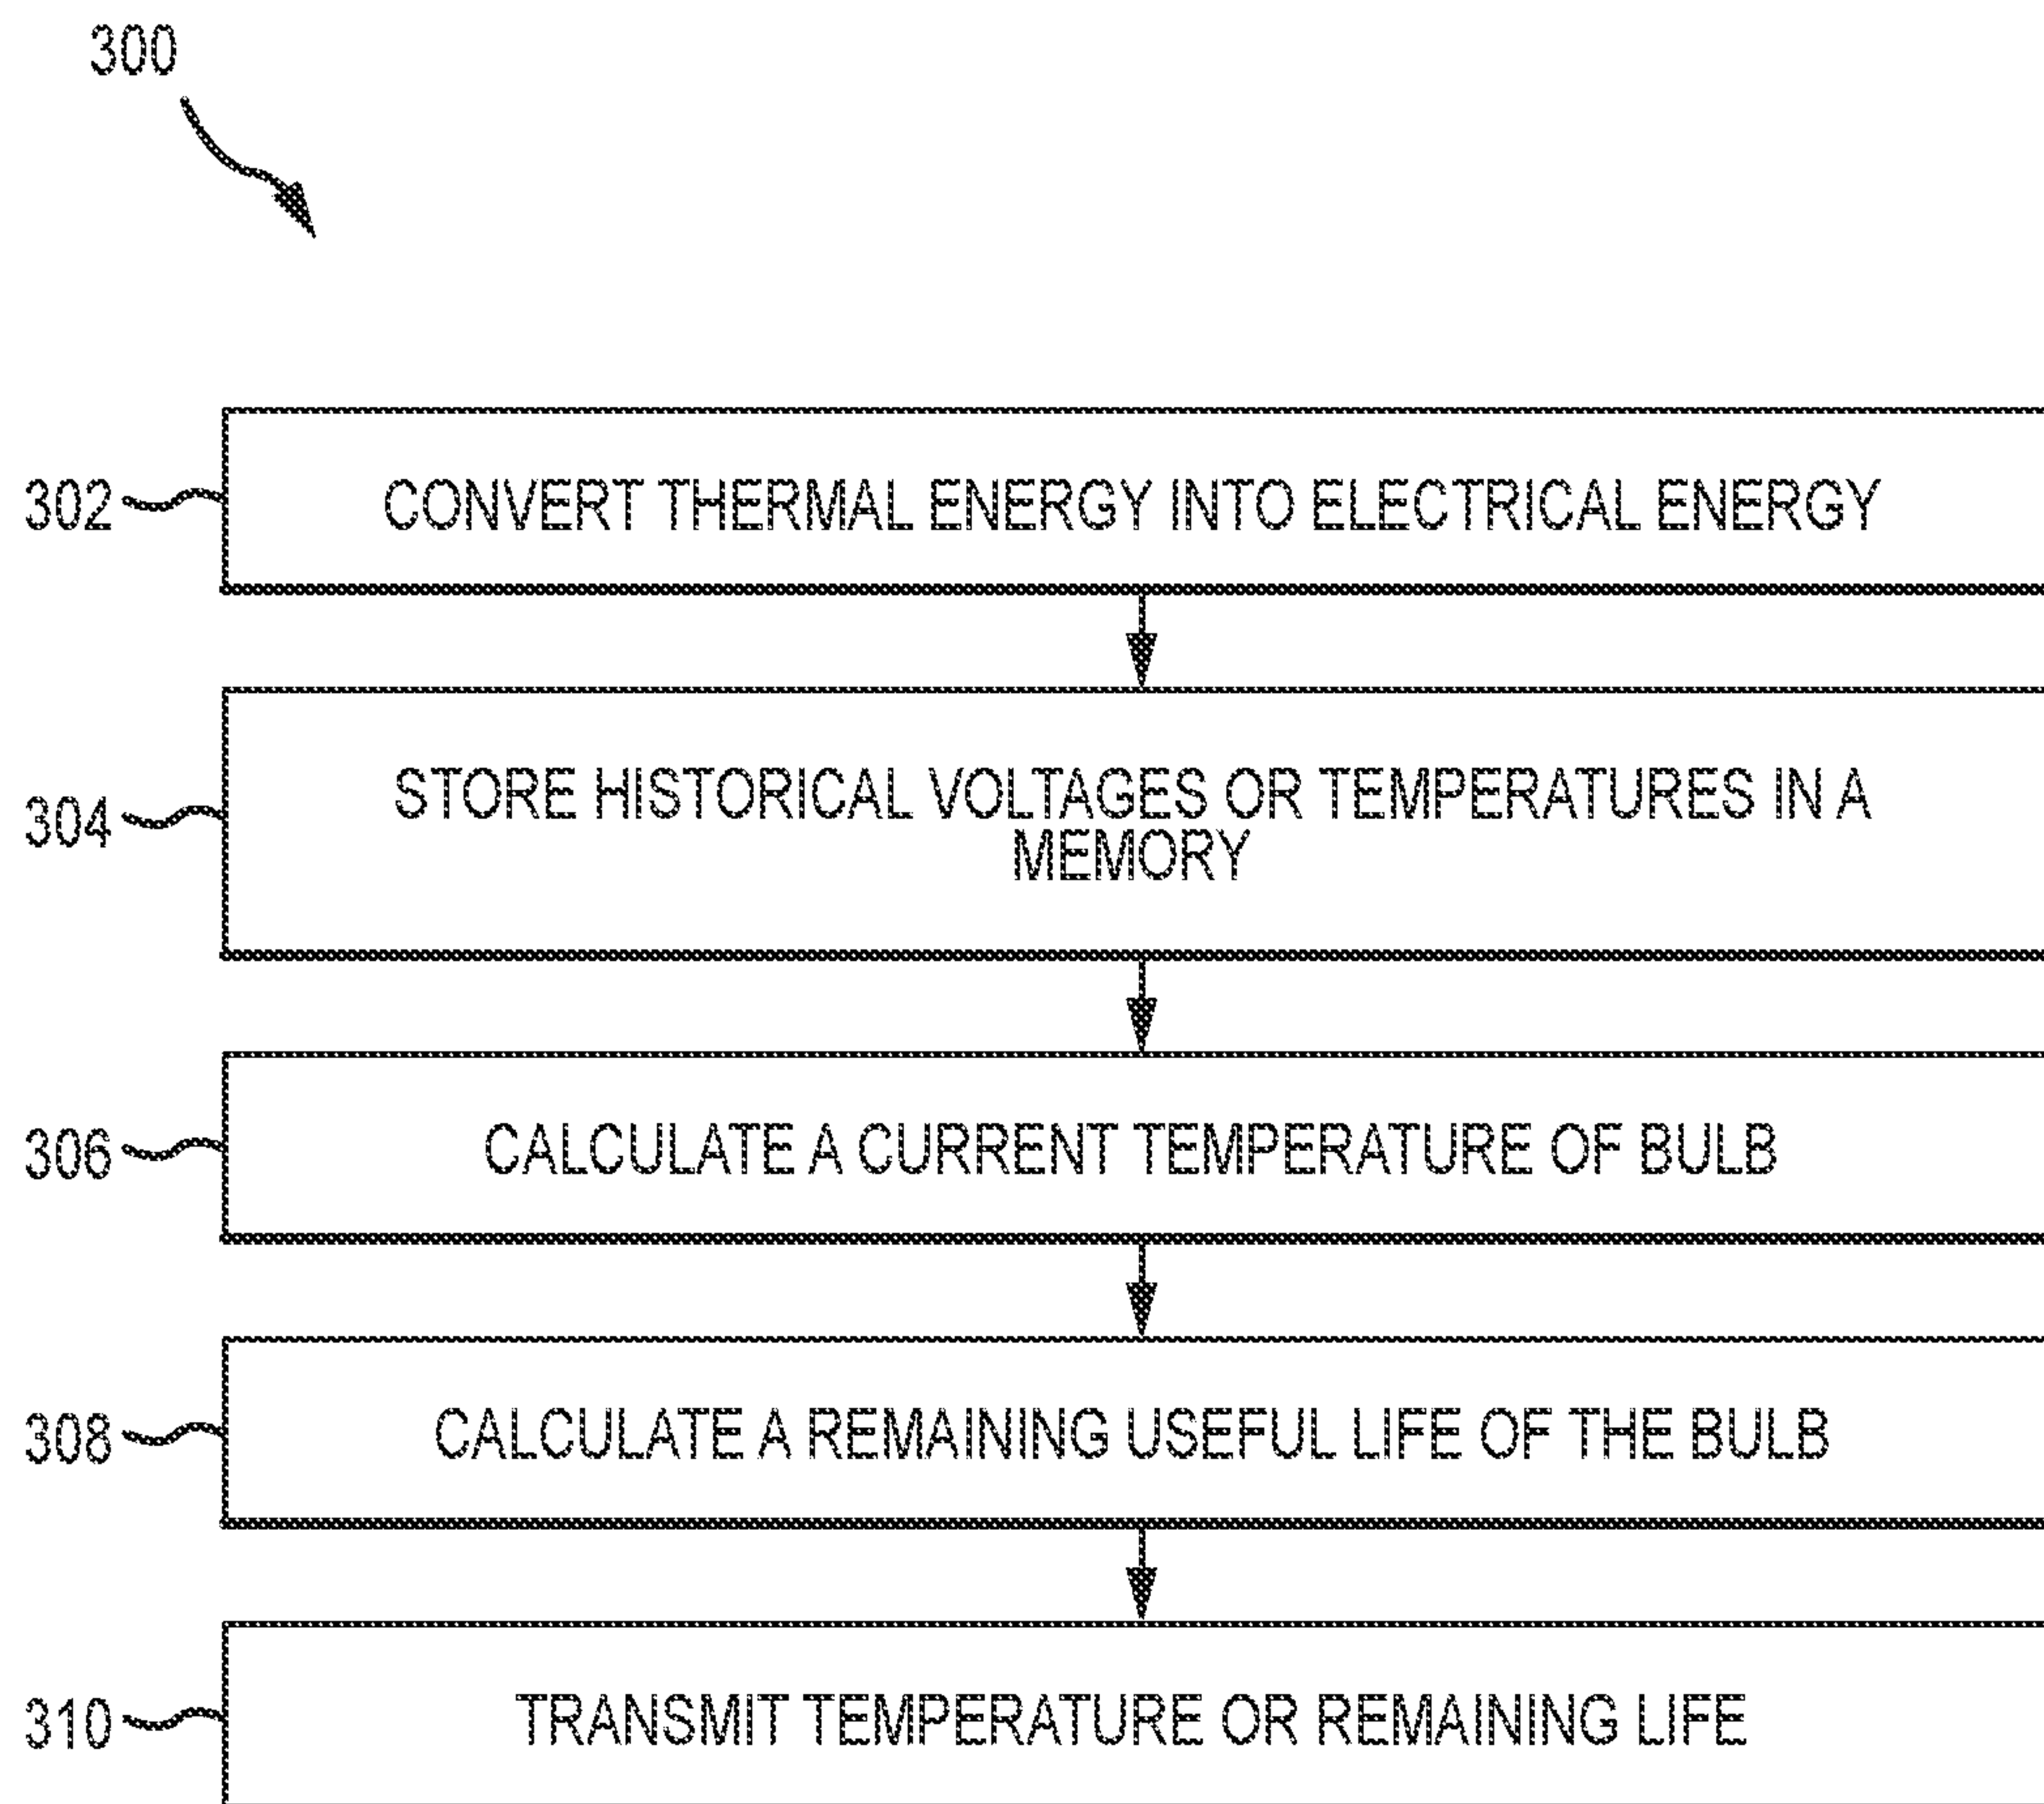 300
302 CONVERT THERMAL ENERGY INTO ELECTRICAL ENERGY
304 STORE HISTORICAL VOLTAGES OR TEMPERATURES IN A
MEMORY
306 CALCULATE A CURRENT TEMPERATURE OF BULB
308 CALCULATE A REMAINING USEFUL LIFE OF THE BULB
310 TRANSMIT TEMPERATURE OR REMAINING LIFE